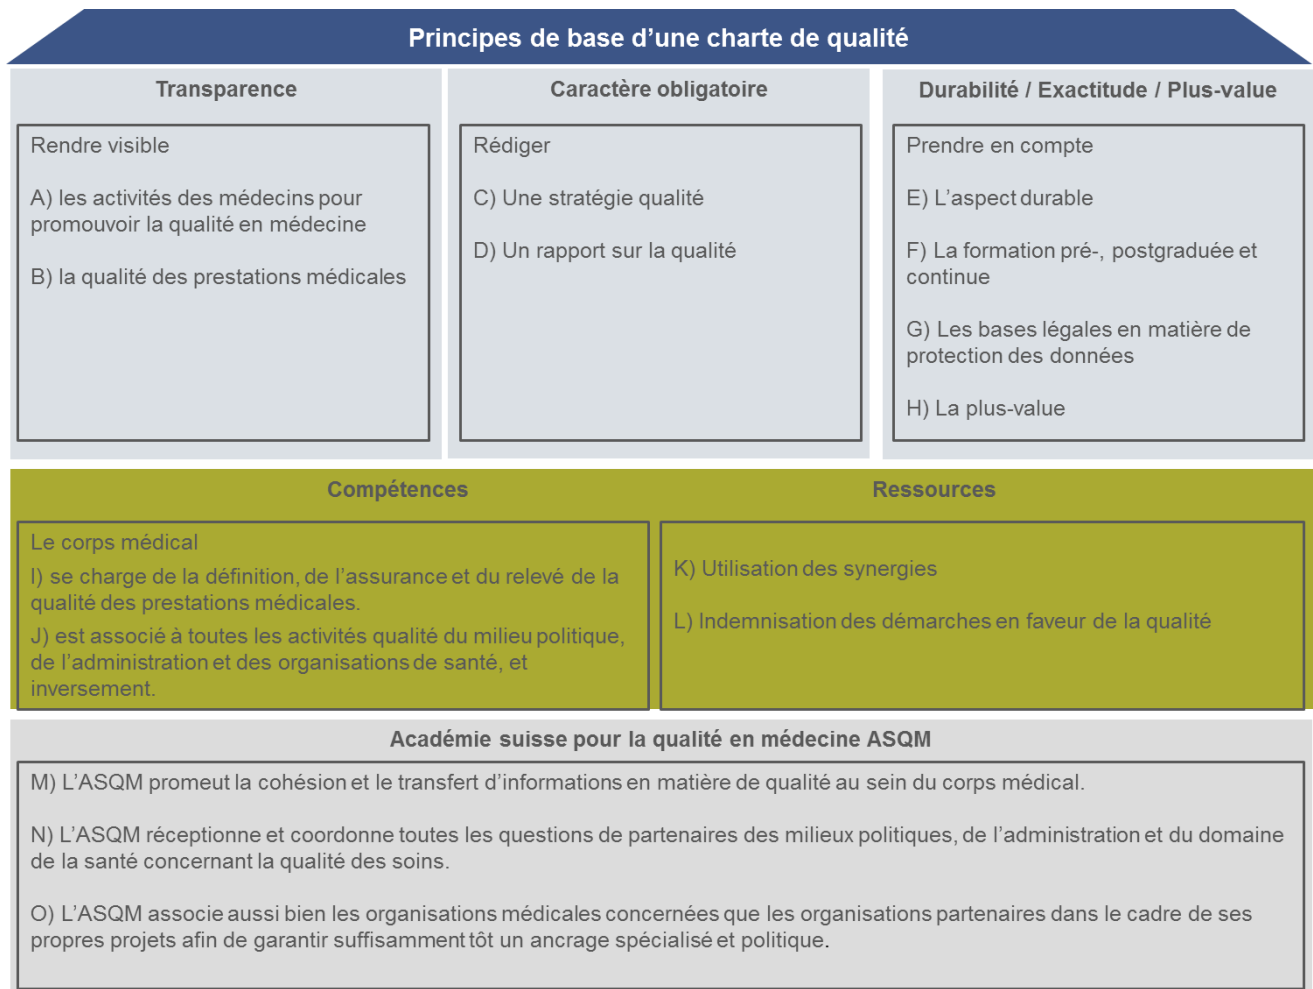 Principes de base d’une charte de qualité
Transparence
Rendre visible
A) les activités des médecins pour
promouvoir la qualité en médecine
B) la qualité des prestations médicales
Caractère obligatoire
Rédiger
C) Une stratégie qualité
D) Un rapport sur la qualité
Durabilité / Exactitude / Plus-value
Prendre en compte
E) L’aspect durable
F) La formation pré-, postgraduée et
continue
G) Les bases légales en matière de
protection des données
H) La plus-value
Compétences
Le corps médical
I) se charge de la définition, de l’assurance et du relevé de la
qualité des prestations médicales.
J) est associé à toutes les activités qualité du milieu politique,
de l’administration et des organisations de santé, et
inversement.
Ressources
K) Utilisation des synergies
L) Indemnisation des démarches en faveur de la qualité
Académie suisse pour la qualité en médecine ASQM
M) L’ASQM promeut la cohésion et le transfert d’informations en matière de qualité au sein du corps médical.
N) L’ASQM réceptionne et coordonne toutes les questions de partenaires des milieux politiques, de l’administration et du domaine
de la santé concernant la qualité des soins.
O) L’ASQM associe aussi bien les organisations médicales concernées que les organisations partenaires dans le cadre de ses
propres projets afin de garantir suffisamment tôt un ancrage spécialisé et politique.